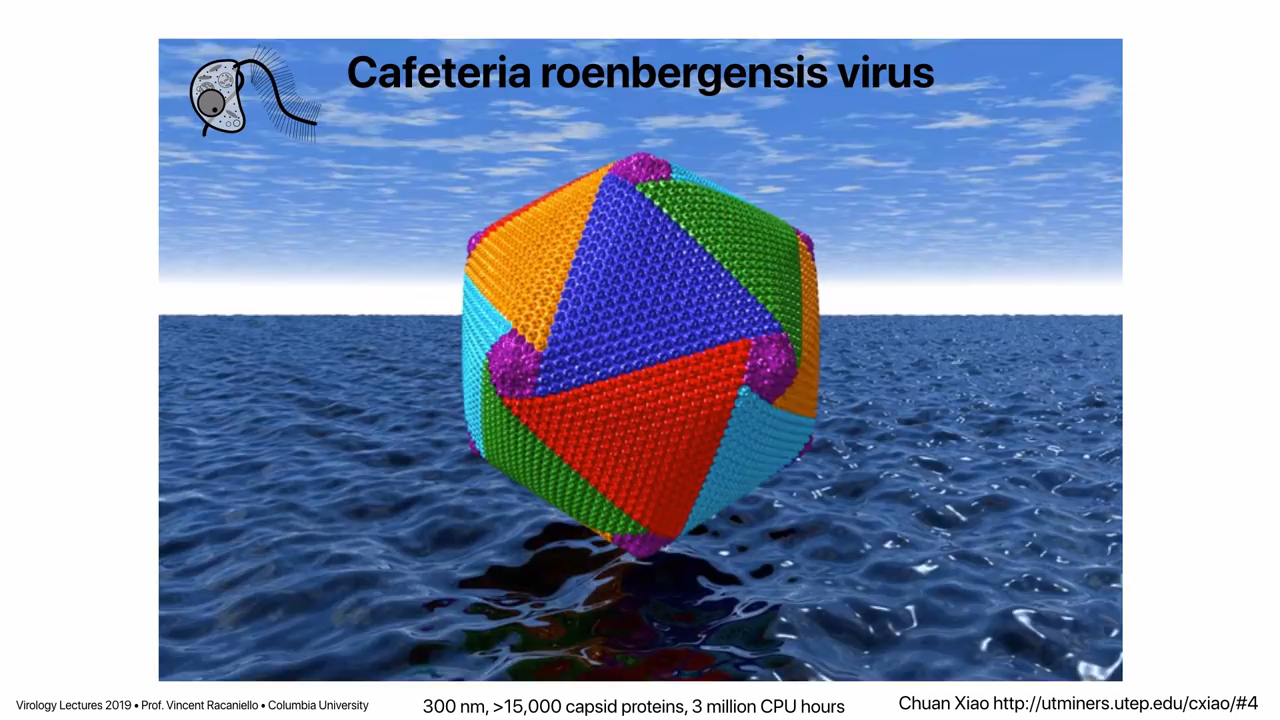 Cafeteria roenbergensis virus
Virology Lectures 2019 • Prof. Vincent Racaniello • Columbia University
300 nm, >15,000 capsid proteins, 3 million CPU hours
Chuan Xiao http://utminers.utep.edu/cxiao/#4